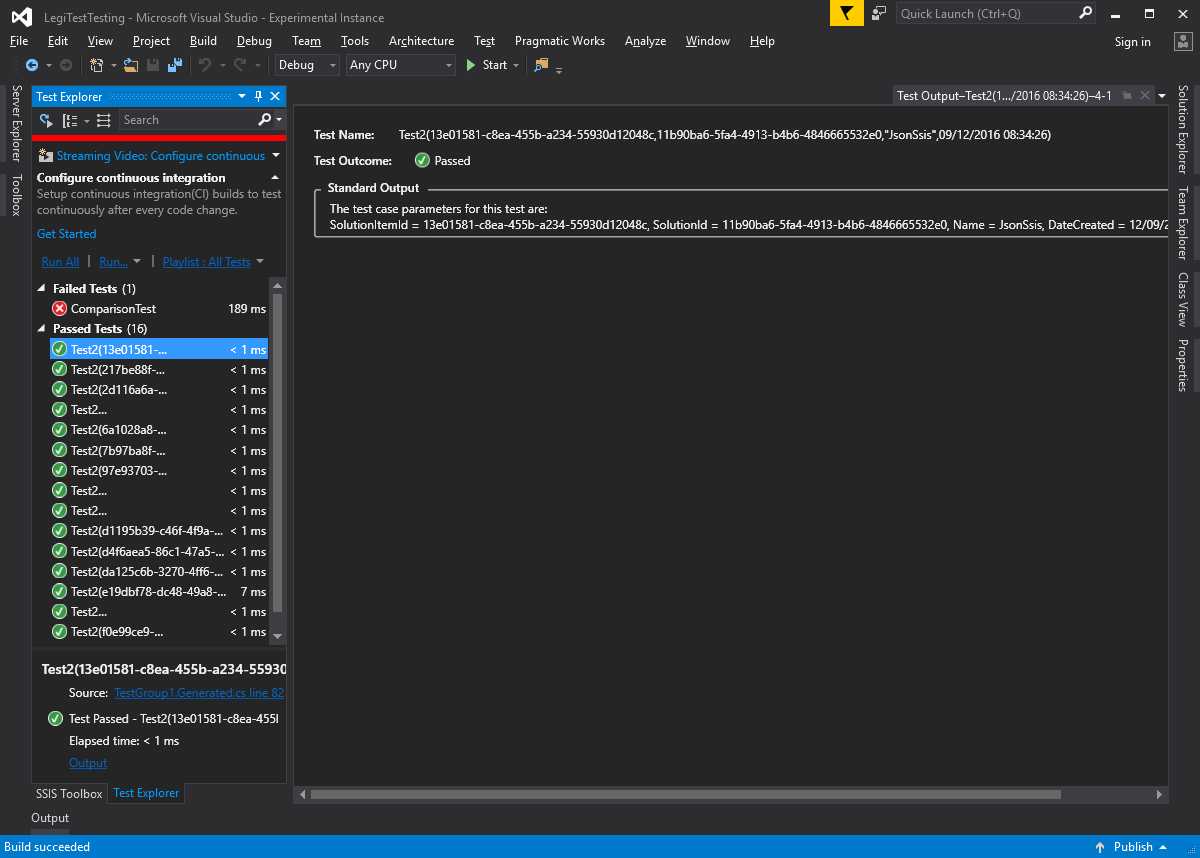 LegiTestTesting - Microsoft Visual Studio - Experimental Instance
Quick Launch (Ctrl+Q)
File Edit View Project Build Debug Team Tools Architecture Test Pragmatic Works Analyze Window Help
Sign in
Debug Any CPU Start
Server Explorer
Toolbox
Test Explorer
Search
Streaming Video: Configure continuous
Configure continuous integration
Setup continuous integration(CI) builds to test
continuously after every code change.
Get Started
Run All | Run... | Playlist : All Tests
Failed Tests (1)
ComparisonTest 189 ms
Passed Tests (16)
Test2(13e01581-... < 1 ms
Test2(217be88f-... < 1 ms
Test2(2d116a6a-... < 1 ms
Test2... < 1 ms
Test2(6a1028a8-... < 1 ms
Test2(7b97ba8f-... < 1 ms
Test2(97e93703-... < 1 ms
Test2... < 1 ms
Test2... < 1 ms
Test2(d1195b39-c46f-4f9a-... < 1 ms
Test2(d4f6aea5-86c1-47a5-... < 1 ms
Test2(da125c6b-3270-4ff6-... < 1 ms
Test2(e19dbf78-dc48-49a8-... 7 ms
Test2... < 1 ms
Test2(f0e99ce9-... < 1 ms
Test2(13e01581-c8ea-455b-a234-55930
Source: TestGroup1.Generated.cs line 82
Test Passed - Test2(13e01581-c8ea-455l
Elapsed time: < 1 ms
Output
SSIS Toolbox Test Explorer
Test Output–Test2(1.../2016 08:34:26)–4-1
Test Name: Test2(13e01581-c8ea-455b-a234-55930d12048c,11b90ba6-5fa4-4913-b4b6-4846665532e0,"JsonSsis",09/12/2016 08:34:26)
Test Outcome: Passed
Standard Output
The test case parameters for this test are:
SolutionItemId = 13e01581-c8ea-455b-a234-55930d12048c, SolutionId = 11b90ba6-5fa4-4913-b4b6-4846665532e0, Name = JsonSsis, DateCreated = 12/09/2
Solution Explorer
Team Explorer
Class View
Properties
Output
Build succeeded
Publish